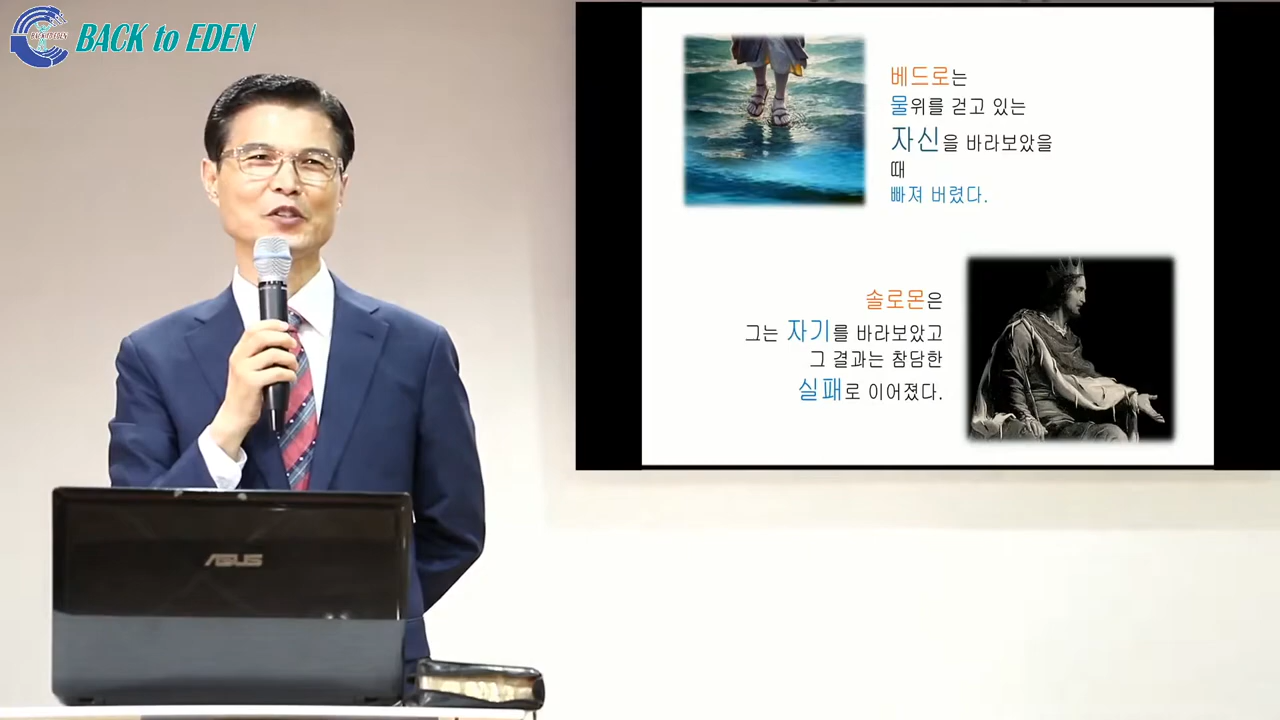 BACK to EDEN
베드로는
물위를 걷고 있는
자신을 바라보았을
때
빠져 버렸다.
솔로몬은
그는 자기를 바라보았고
그 결과는 참담한
실패로 이어졌다.
ASUS